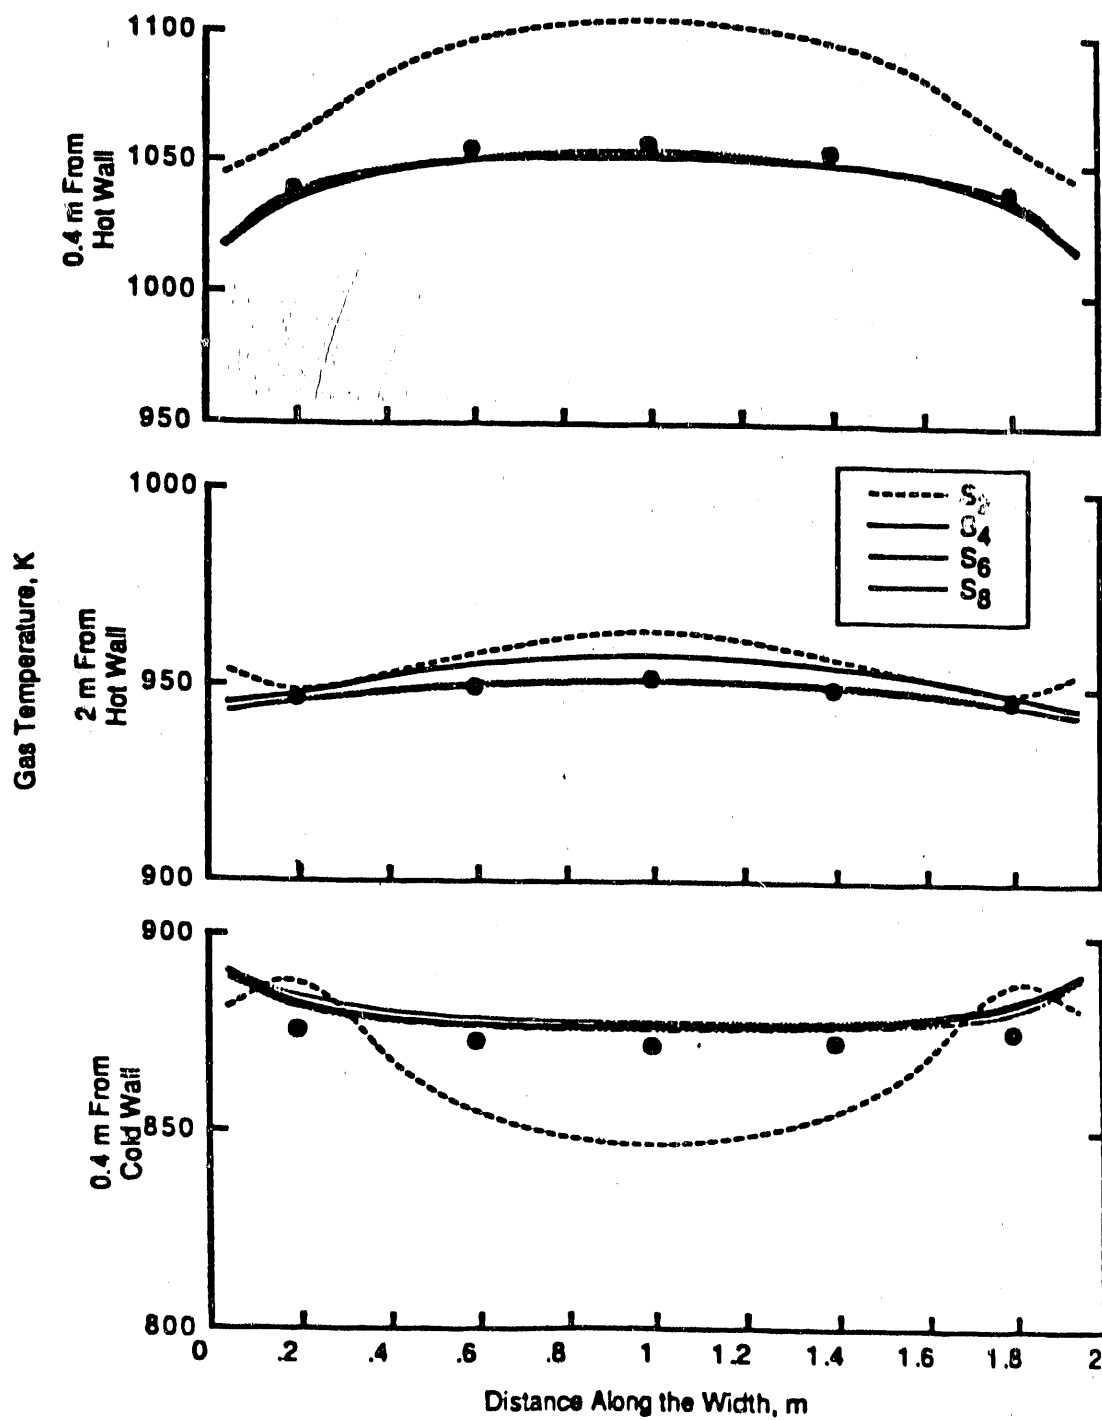 1100
1050
1000
950
0.4 m From
Hot Wall
1000
950
900
2 m From
Hot Wall
S2
S4
S6
S8
Gas Temperature, K
900
850
800
0.4 m From
Cold Wall
0 .2 .4 .6 .8 1 1.2 1.4 1.6 1.8 2
Distance Along the Width, m